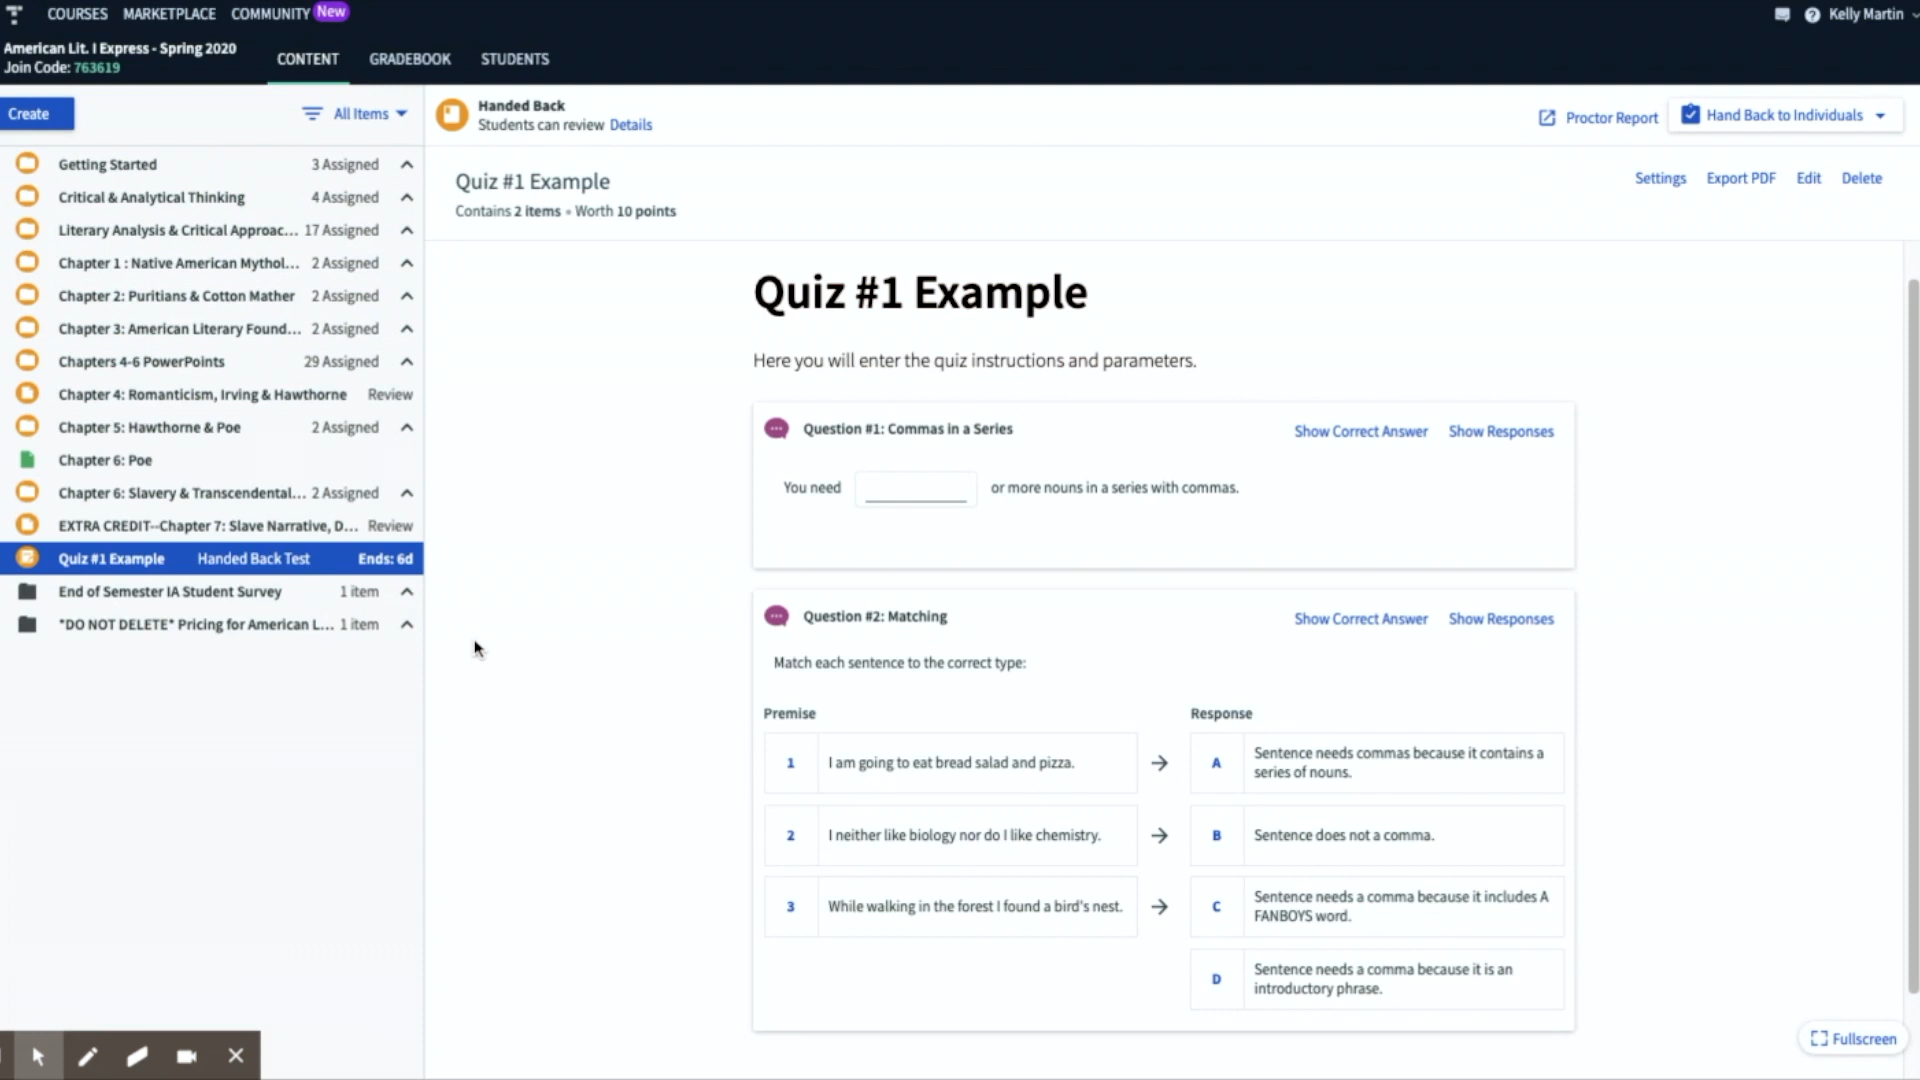 COURSES MARKETPLACE COMMUNITY New
Kelly Martin
American Lit. I Express - Spring 2020
Join Code: 763619
CONTENT GRADEBOOK STUDENTS
Create
All Items
Getting Started 3 Assigned
Critical & Analytical Thinking 4 Assigned
Literary Analysis & Critical Approac... 17 Assigned
Chapter 1 : Native American Mythol... 2 Assigned
Chapter 2: Puritians & Cotton Mather 2 Assigned
Chapter 3: American Literary Found... 2 Assigned
Chapters 4-6 PowerPoints 29 Assigned
Chapter 4: Romanticism, Irving & Hawthorne Review
Chapter 5: Hawthorne & Poe 2 Assigned
Chapter 6: Poe
Chapter 6: Slavery & Transcendental... 2 Assigned
EXTRA CREDIT--Chapter 7: Slave Narrative, D... Review
Quiz #1 Example Handed Back Test Ends: 6d
End of Semester IA Student Survey 1 item
*DO NOT DELETE* Pricing for American L... 1 item
Handed Back
Students can review Details
Proctor Report
Hand Back to Individuals
Quiz #1 Example
Contains 2 items • Worth 10 points
Settings Export PDF Edit Delete
Quiz #1 Example
Here you will enter the quiz instructions and parameters.
Question #1: Commas in a Series
Show Correct Answer Show Responses
You need or more nouns in a series with commas.
Question #2: Matching
Show Correct Answer Show Responses
Match each sentence to the correct type:
Premise Response
1 I am going to eat bread salad and pizza.
A Sentence needs commas because it contains a
series of nouns.
2 I neither like biology nor do I like chemistry.
B Sentence does not a comma.
3 While walking in the forest I found a bird's nest.
C Sentence needs a comma because it includes A
FANBOYS word.
D Sentence needs a comma because it is an
introductory phrase.
Fullscreen